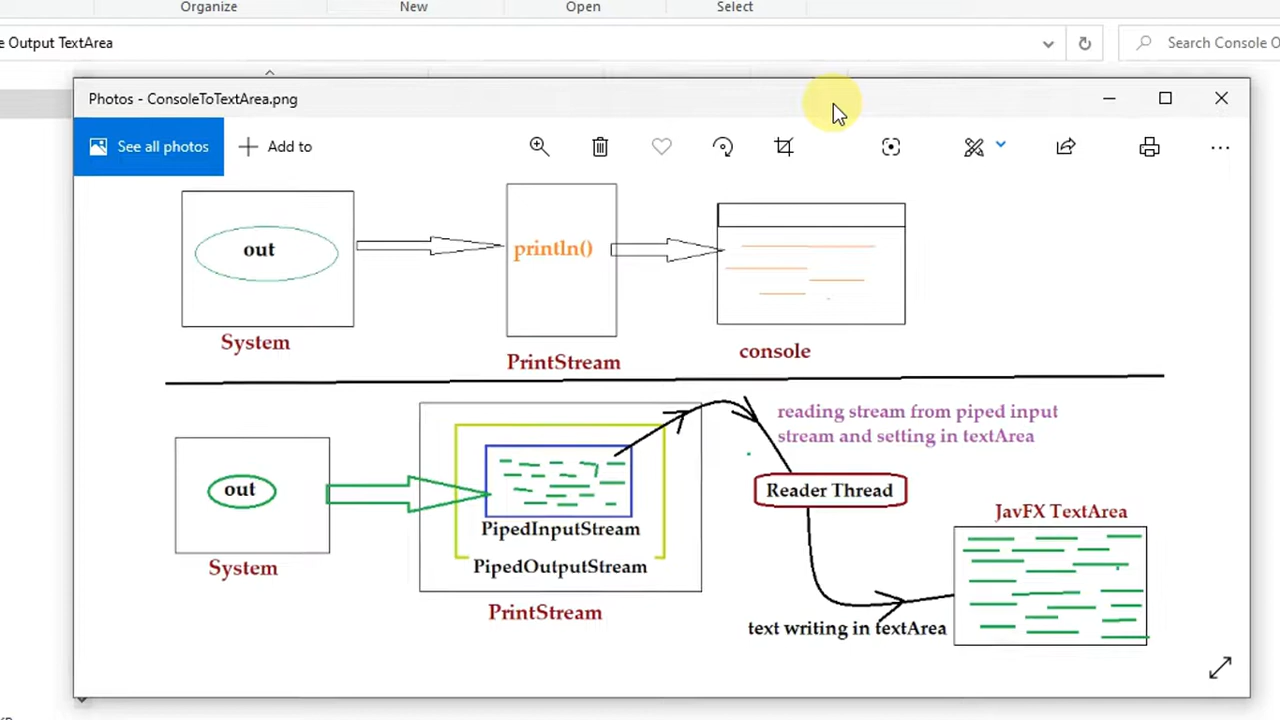 Organize
New
Open
Select
e Output TextArea
Search Console O
Photos - ConsoleToTextArea.png
See all photos
Add to
out
println()
System
PrintStream
console
reading stream from piped input
stream and setting in textArea
out
Reader Thread
PipedInputStream
JavFX TextArea
PipedOutputStream
System
PrintStream
text writing in textArea